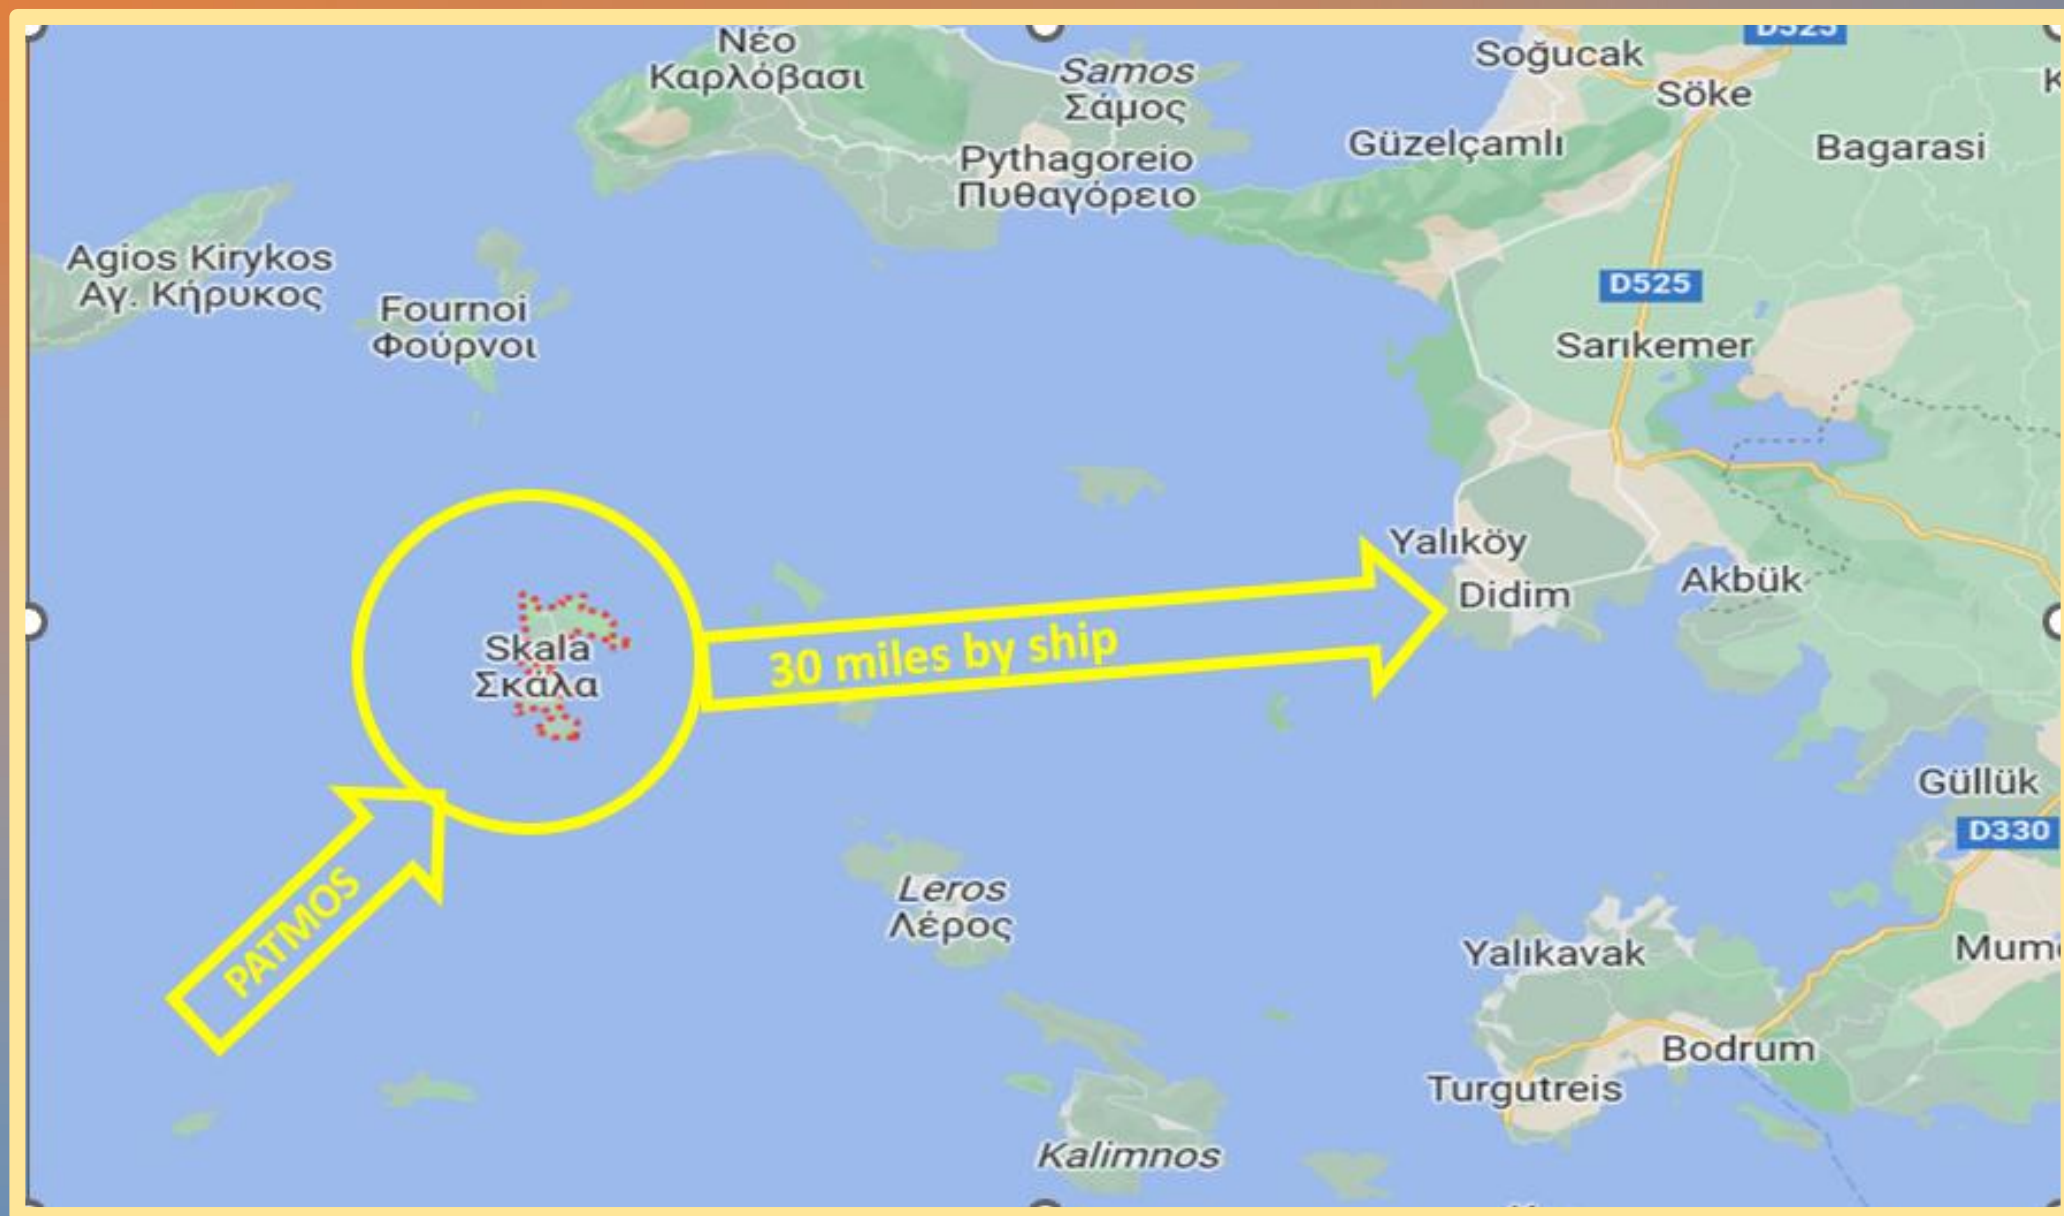 Νέο
Καρλόβασι
Samos
Σάμος
Soğucak
D525
Söke
Güzelçamlı
Bagarasi
Pythagoreio
Πυθαγόρειο
Agios Kirykos
Αγ. Κήρυκος
Fournoi
Φούρνοι
D525
Sarıkemer
Yalıköy
Didim
Akbük
Skala
Σκάλα
30 miles by ship
PATMOS
Güllük
D330
Leros
Λέρος
Yalıkavak
Mum
Bodrum
Turgutreis
Kalimnos